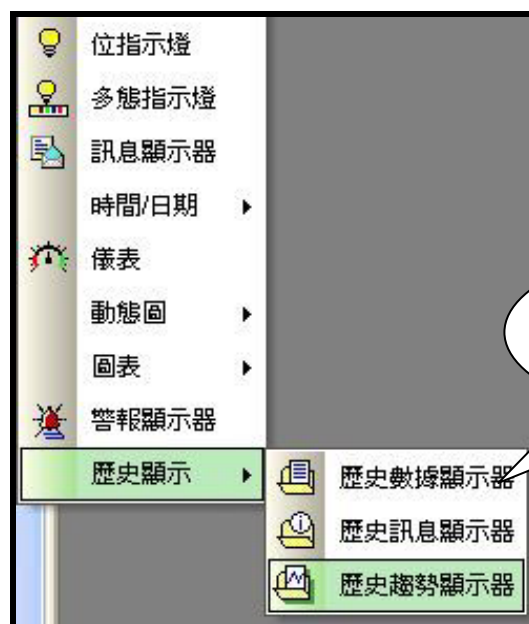 位指示燈
多態指示燈
訊息顯示器
時間/日期
儀表
動態圖
圖表
警報顯示器
歷史顯示
歷史數據顯示器
歷史訊息顯示器
歷史趨勢顯示器